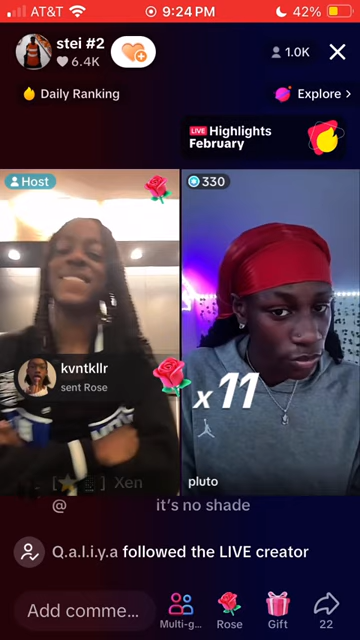 AT&T 9:24 PM 42%
stei #2
6.4K
1.0K
Daily Ranking
Explore >
LIVE Highlights
February
Host
330
kvntkllr
sent Rose
x 11
Xen
pluto
@ it's no shade
Q.a.l.i.y.a followed the LIVE creator
Add comme...
Multi-g...
Rose
Gift
22